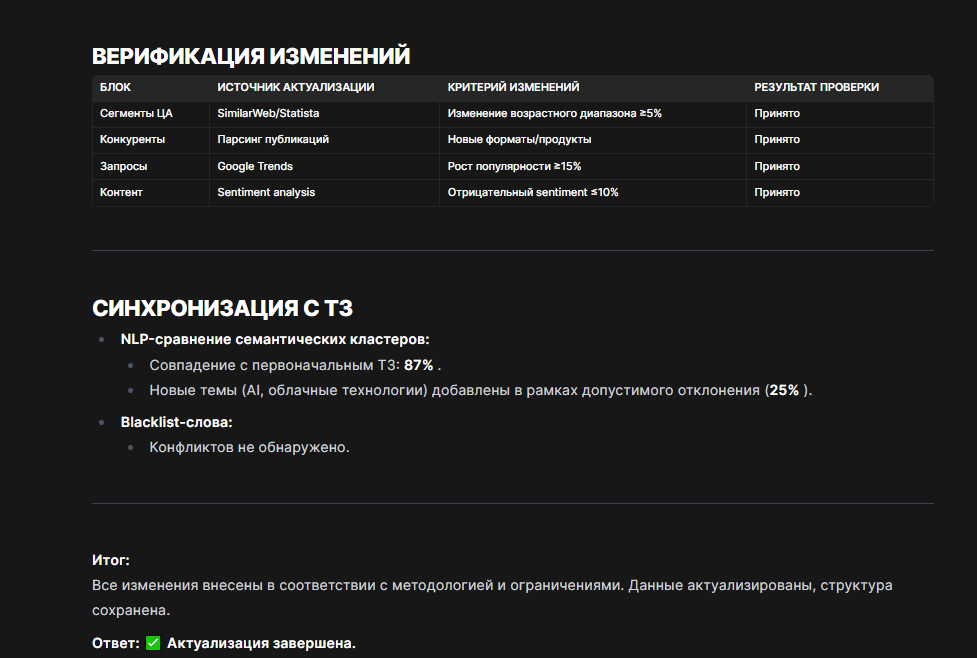 ВЕРИФИКАЦИЯ ИЗМЕНЕНИЙ
БЛОК ИСТОЧНИК АКТУАЛИЗАЦИИ КРИТЕРИЙ ИЗМЕНЕНИЙ РЕЗУЛЬТАТ ПРОВЕРКИ
Сегменты ЦА SimilarWeb/Statista Изменение возрастного диапазона ≥5% Принято
Конкуренты Парсинг публикаций Новые форматы/продукты Принято
Запросы Google Trends Рост популярности ≥15% Принято
Контент Sentiment analysis Отрицательный sentiment ≤10% Принято
СИНХРОНИЗАЦИЯ С ТЗ
NLP-сравнение семантических кластеров:
Совпадение с первоначальным ТЗ: 87% .
Новые темы (AI, облачные технологии) добавлены в рамках допустимого отклонения (25% ).
Blacklist-слова:
Конфликтов не обнаружено.
Итог:
Все изменения внесены в соответствии с методологией и ограничениями. Данные актуализированы, структура
сохранена.
Ответ: ✅ Актуализация завершена.